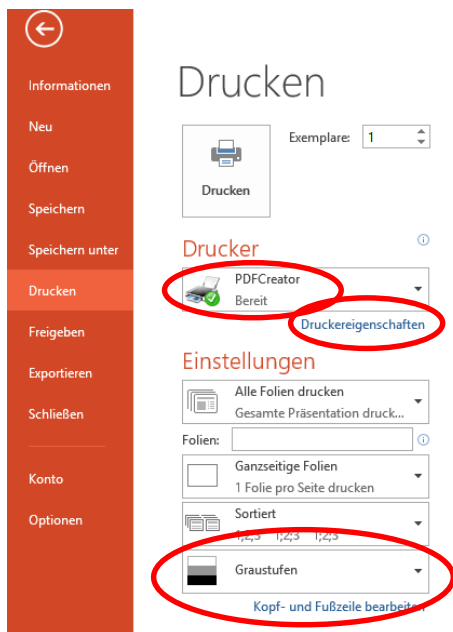 Informationen
Neu
Öffnen
Speichern
Speichern unter
Drucken
Freigeben
Exportieren
Schließen
Konto
Optionen
Drucken
Drucken
Exemplare: 1
Drucker
PDFCreator
Bereit
Druckereigenschaften
Einstellungen
Alle Folien drucken
Gesamte Präsentation druck...
Folien:
Ganzseitige Folien
1 Folie pro Seite drucken
Sortiert
1;2;3 1;2;3 1;2;3
Graustufen
Kopf- und Fußzeile bearbeiten